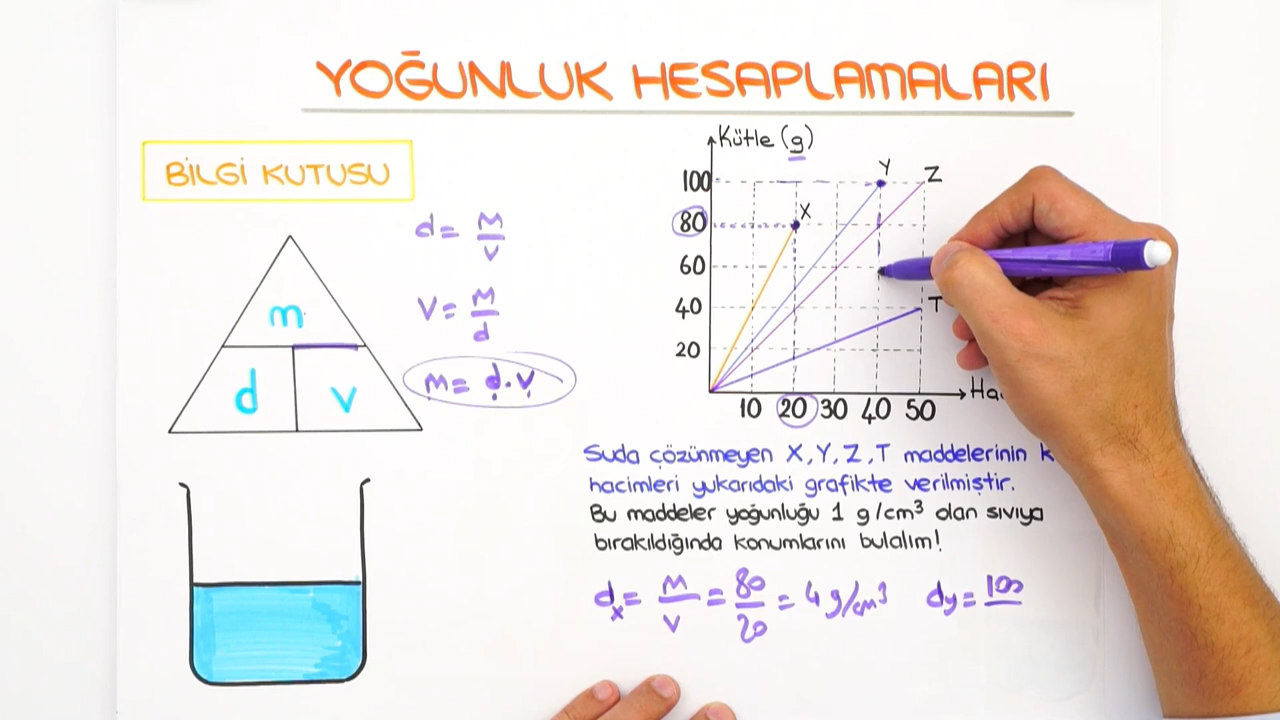 YOĞUNLUK HESAPLAMALARI
BİLGİ KUTUSU
m
d
v
d = m/v
v = m/d
m = d.v
Kütle (g)
100
80
60
40
20
X
Y
Z
T
10 20 30 40 50
Suda çözünmeyen X, Y, Z, T maddelerinin
hacimleri yukarıdaki grafikte verilmiştir.
Bu maddeler yoğunluğu 1 g/cm³ olan sıvıya
bırakıldığında konumlarını bulalım!
dx = m/v = 80/20 = 4 g/cm³ dy = 100